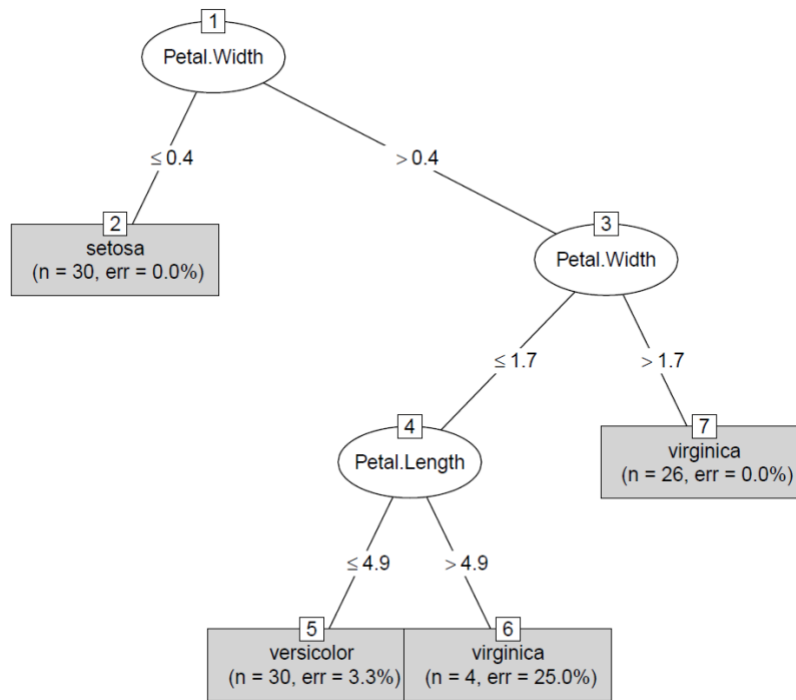 1
Petal.Width
≤ 0.4
> 0.4
2
setosa
(n = 30, err = 0.0%)
3
Petal.Width
≤ 1.7
> 1.7
4
Petal.Length
7
virginica
(n = 26, err = 0.0%)
≤ 4.9
> 4.9
5
versicolor
(n = 30, err = 3.3%)
6
virginica
(n = 4, err = 25.0%)